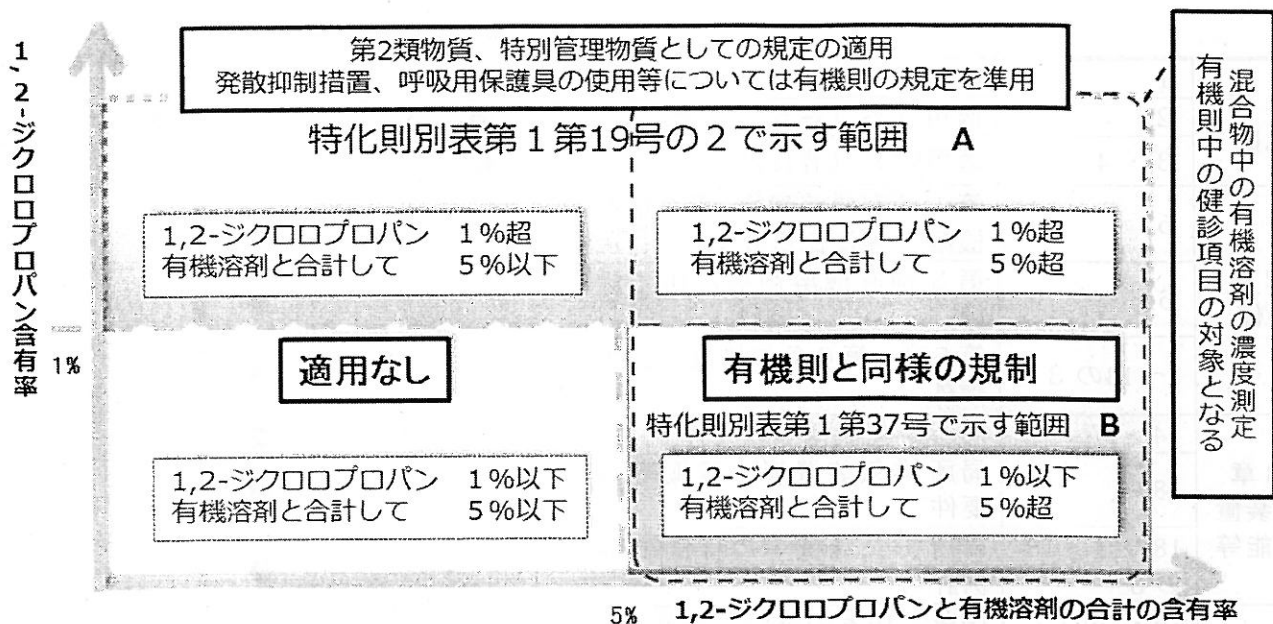 第2類物質、特別管理物質としての規定の適用
発散抑制措置、呼吸用保護具の使用等については有機則の規定を準用
1,2-ジクロロプロパン含有率
特化則別表第1第19号の2で示す範囲 A
1,2-ジクロロプロパン 1%超
有機溶剤と合計して 5%以下
1,2-ジクロロプロパン 1%超
有機溶剤と合計して 5%超
混合物中の有機溶剤の濃度測定
有機則中の健診項目の対象となる
1%
適用なし
1,2-ジクロロプロパン 1%以下
有機溶剤と合計して 5%以下
有機則と同様の規制
特化則別表第1第37号で示す範囲 B
1,2-ジクロロプロパン 1%以下
有機溶剤と合計して 5%超
5% 1,2-ジクロロプロパンと有機溶剤の合計の含有率